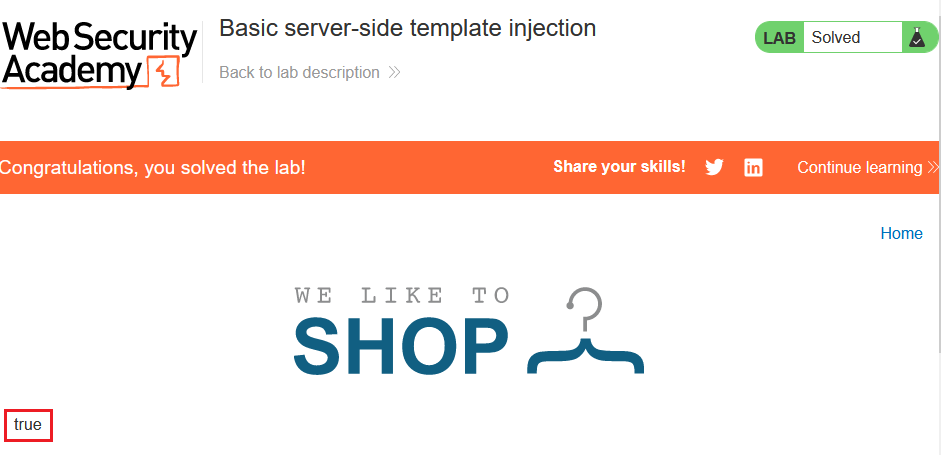 Web Security
Academy
Basic server-side template injection
Back to lab description
LAB Solved
Congratulations, you solved the lab!
Share your skills!
Continue learning
Home
WE LIKE TO
SHOP
true